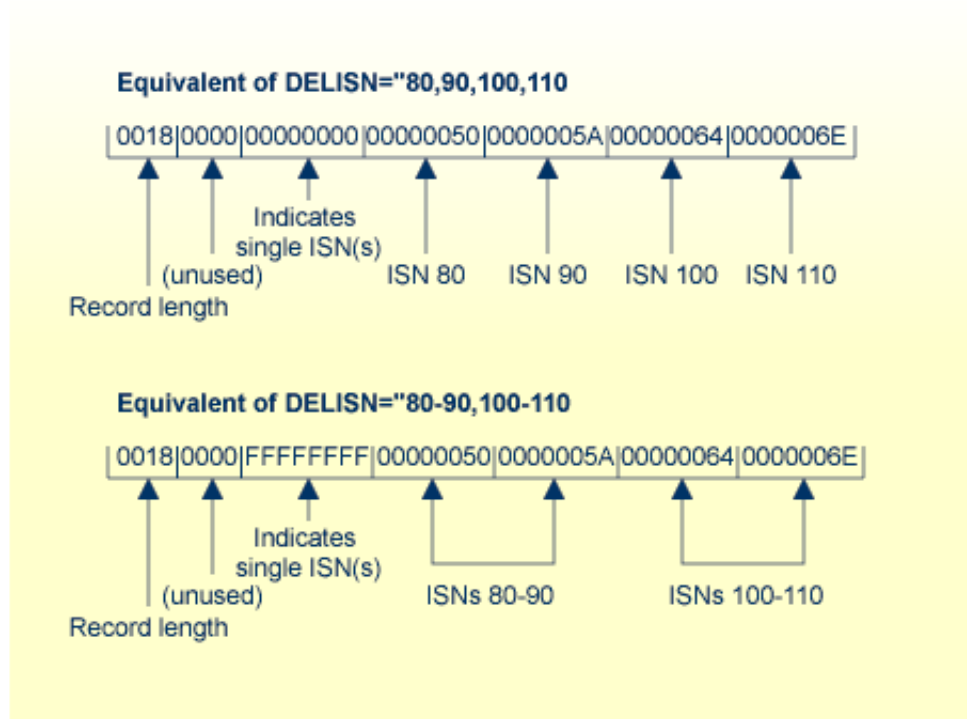 Equivalent of DELISN="80,90,100,110
0018|0000|00000000|00000050|0000005A|00000064|0000006E
Indicates
single ISN(s)
(unused) ISN 80 ISN 90 ISN 100 ISN 110
Record length
Equivalent of DELISN="80-90,100-110
0018|0000|FFFFFFFF|00000050|0000005A|00000064|0000006E
Indicates
single ISN(s)
(unused) ISNs 80-90 ISNs 100-110
Record length